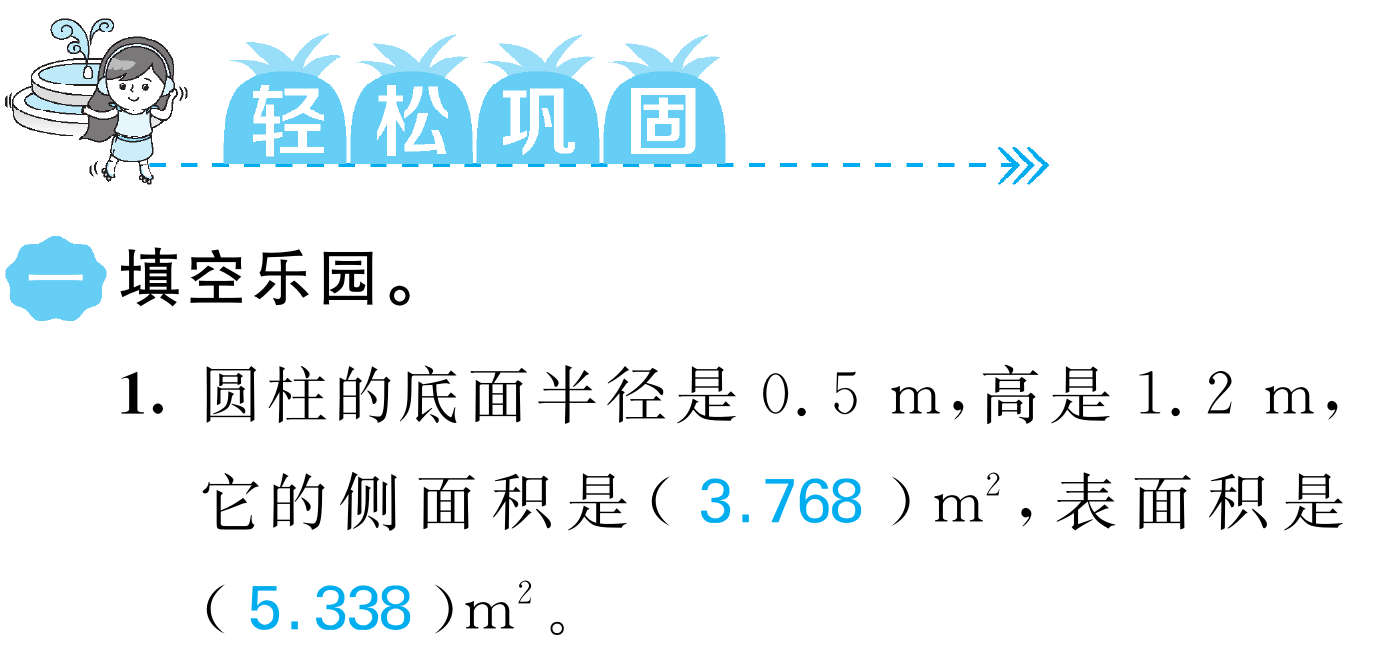 轻松巩固
一 填空乐园。
1. 圆柱的底面半径是 0.5 m,高是 1.2 m,
它的侧面积是( 3.768 )m²,表面积是
( 5.338 )m²。